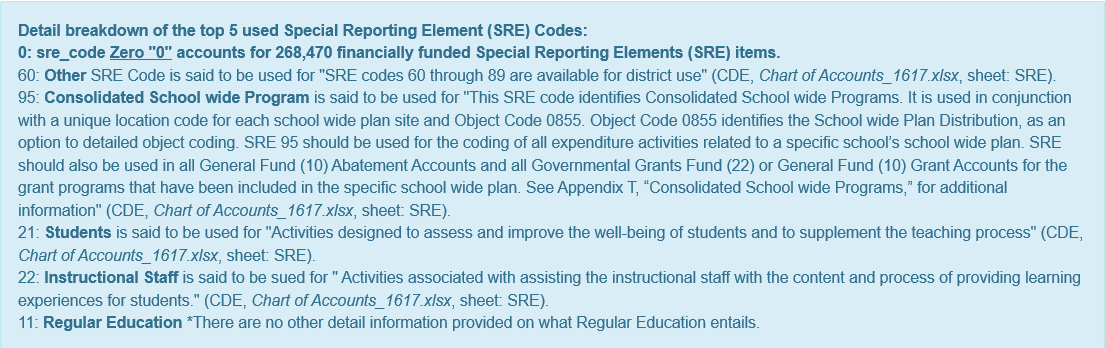 Detail breakdown of the top 5 used Special Reporting Element (SRE) Codes:
0: sre_code Zero "0" accounts for 268,470 financially funded Special Reporting Elements (SRE) items.
60: Other SRE Code is said to be used for "SRE codes 60 through 89 are available for district use" (CDE, Chart of Accounts_1617.xlsx, sheet: SRE).
95: Consolidated School wide Program is said to be used for "This SRE code identifies Consolidated School wide Programs. It is used in conjunction
with a unique location code for each school wide plan site and Object Code 0855. Object Code 0855 identifies the School wide Plan Distribution, as an
option to detailed object coding. SRE 95 should be used for the coding of all expenditure activities related to a specific school's school wide plan. SRE
should also be used in all General Fund (10) Abatement Accounts and all Governmental Grants Fund (22) or General Fund (10) Grant Accounts for the
grant programs that have been included in the specific school wide plan. See Appendix T, “Consolidated School wide Programs,” for additional
information" (CDE, Chart of Accounts_1617.xlsx, sheet: SRE).
21: Students is said to be used for "Activities designed to assess and improve the well-being of students and to supplement the teaching process" (CDE,
Chart of Accounts_1617.xlsx, sheet: SRE).
22: Instructional Staff is said to be sued for " Activities associated with assisting the instructional staff with the content and process of providing learning
experiences for students." (CDE, Chart of Accounts_1617.xlsx, sheet: SRE).
11: Regular Education *There are no other detail information provided on what Regular Education entails.